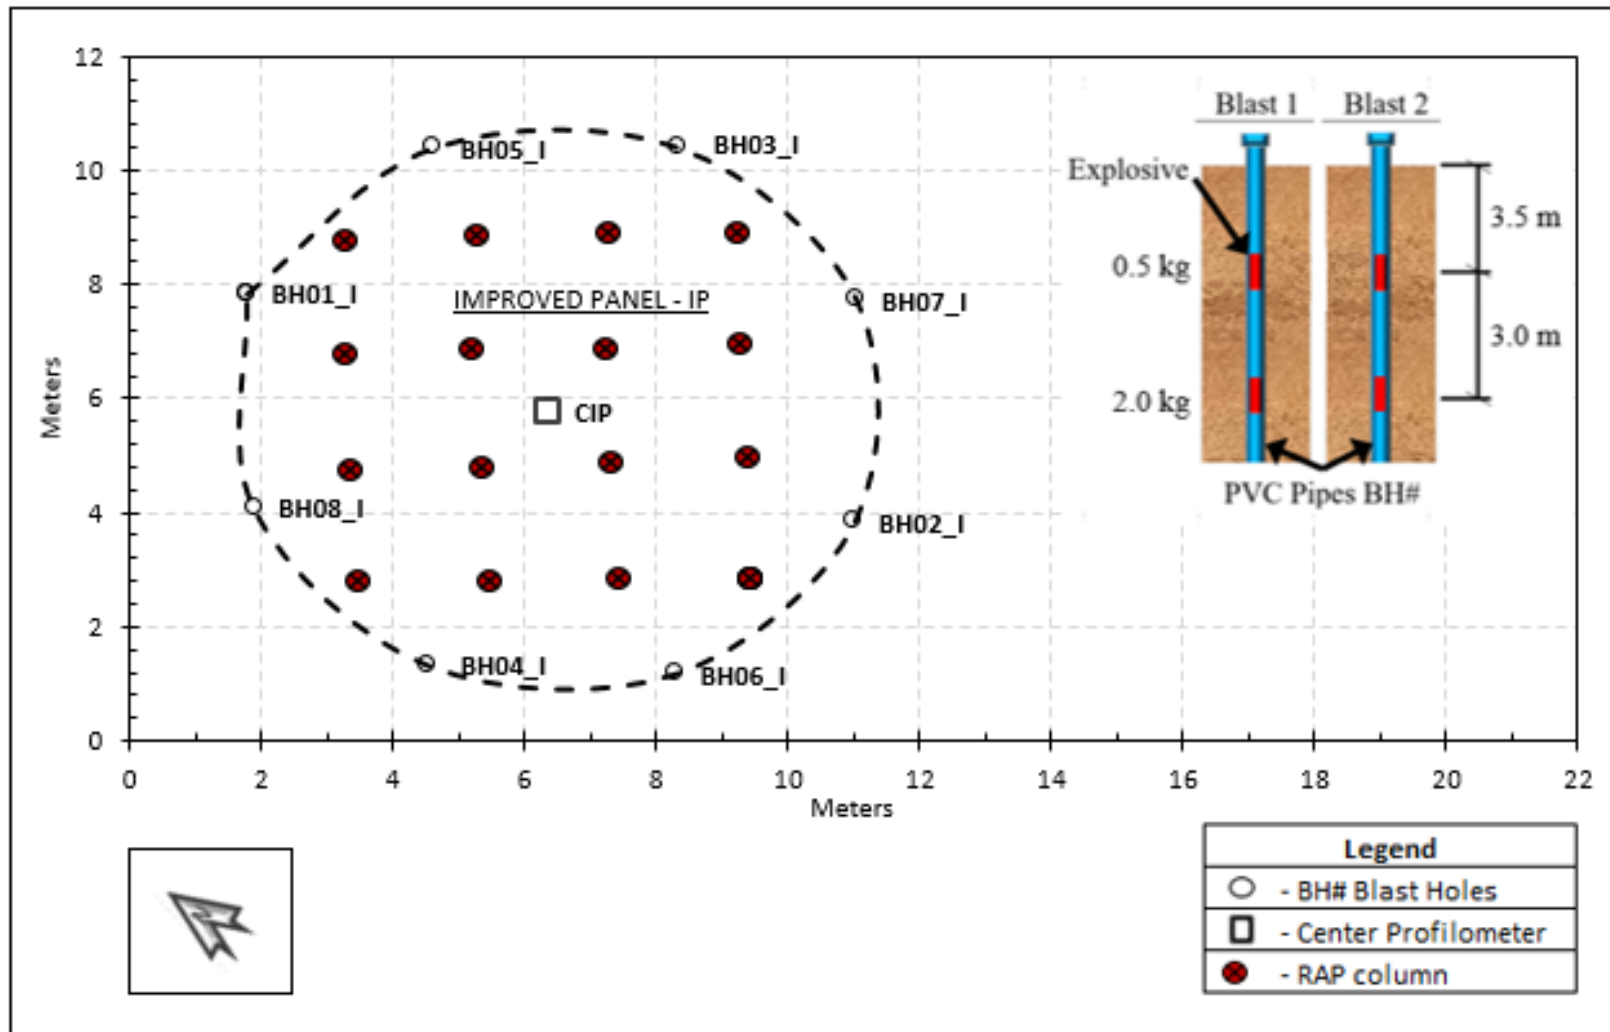 12
10
8
6
4
2
0
Meters
0 2 4 6 8 10 12 14 16 18 20 22
Meters
BH05_I
BH03_I
BH01_I
IMPROVED PANEL - IP
BH07_I
CIP
BH08_I
BH02_I
BH04_I
BH06_I
Blast 1 Blast 2
Explosive
3.5 m
0.5 kg
3.0 m
2.0 kg
PVC Pipes BH#
N
Legend
- BH# Blast Holes
- Center Profilometer
- RAP column